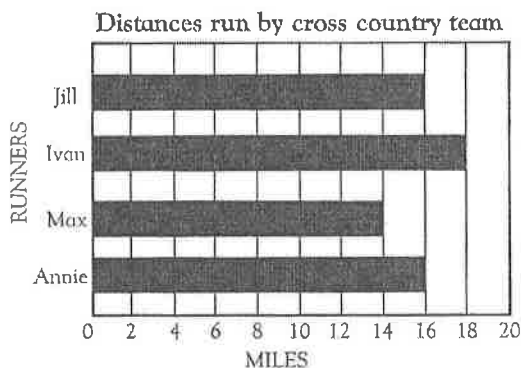 Distances run by cross country team
RUNNERS
Jill
Ivan
Max
Annie
0 2 4 6 8 10 12 14 16 18 20
MILES